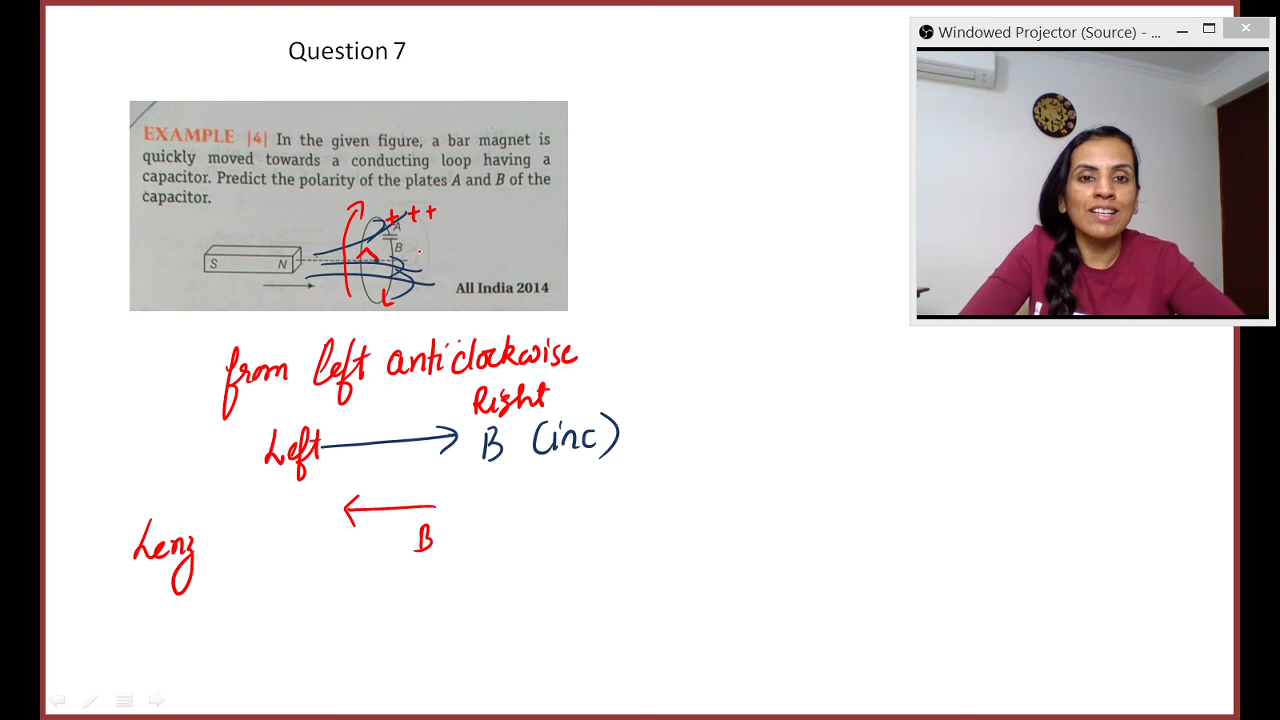 Question 7
Windowed Projector (Source) - ...
EXAMPLE |4| In the given figure, a bar magnet is
quickly moved towards a conducting loop having a
capacitor. Predict the polarity of the plates A and B of the
capacitor.
+ + +
A
B
S N
All India 2014
from left anticlockwise
Right
Left B (inc)
B
Lenz